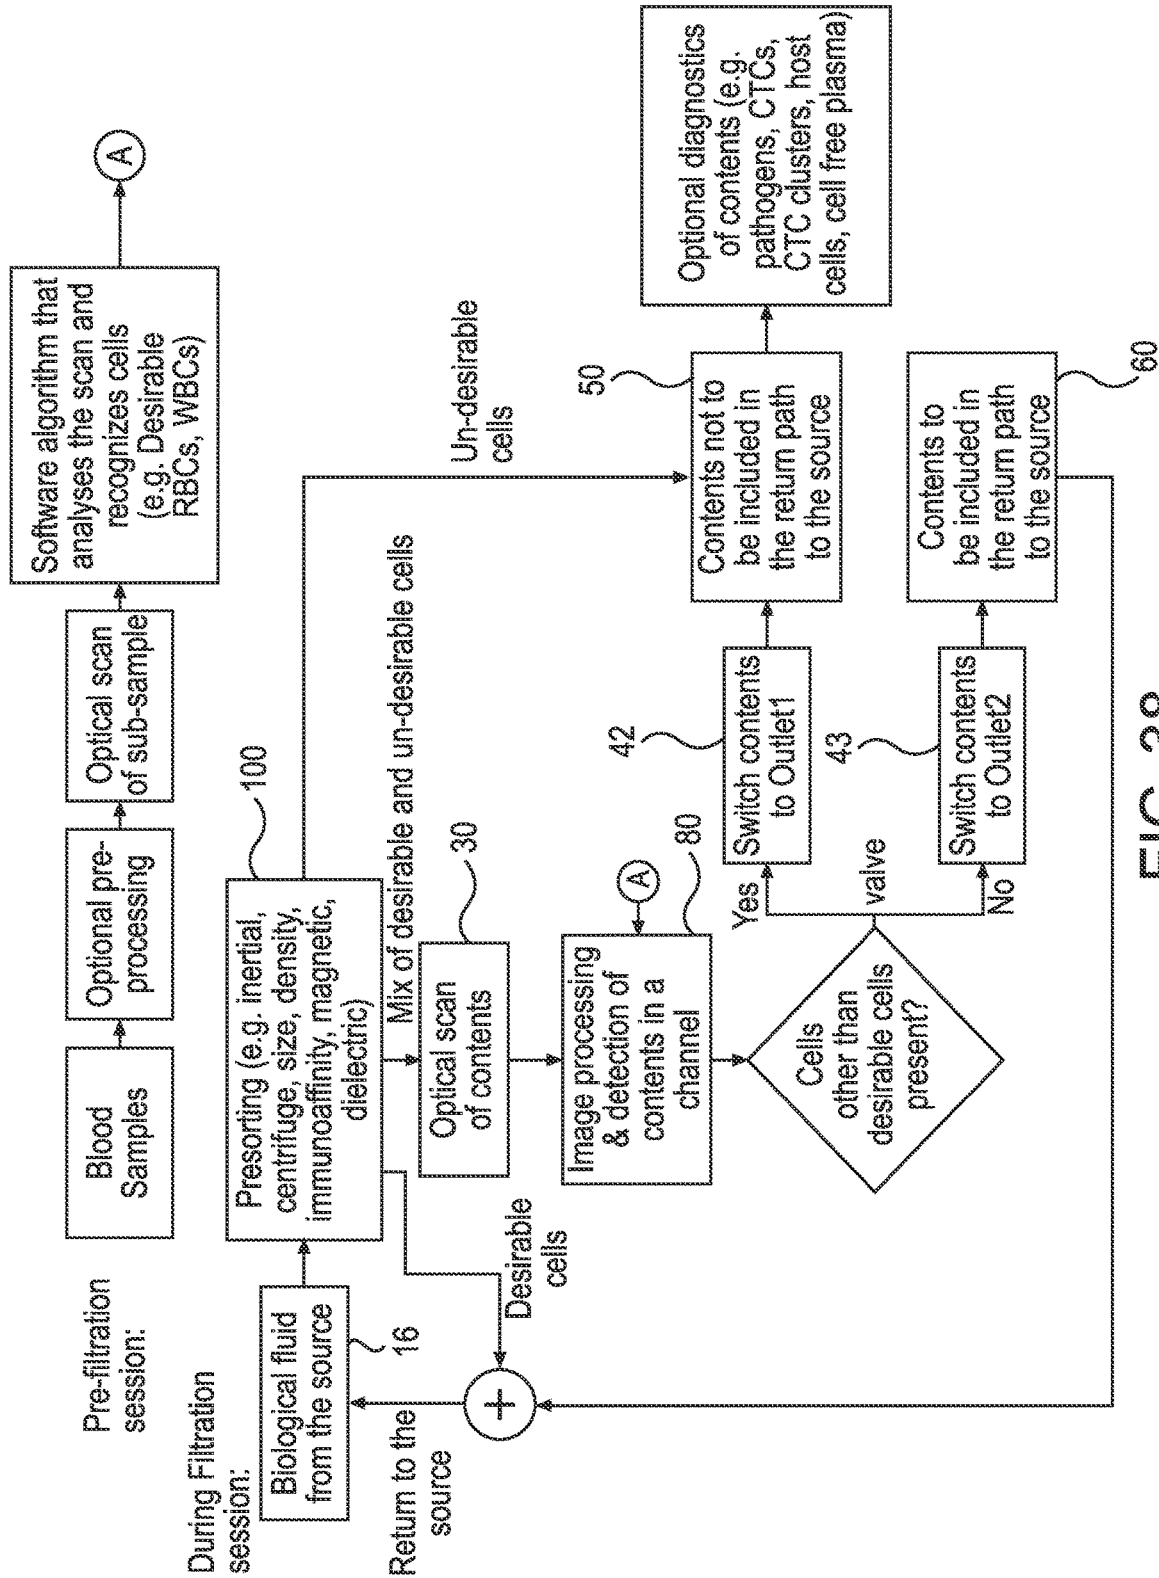 Pre-filtration
session:
Blood
Samples
Optional pre-
processing
Optical scan
of sub-sample
Software algorithm that
analyses the scan and
recognizes cells
(e.g. Desirable
RBCs, WBCs)
A
During Filtration
session:
Biological fluid
from the source
16
Return to the
source
+
Desirable
cells
Presorting (e.g. inertial,
centrifuge, size, density,
immunoaffinity, magnetic,
dielectric)
100
Mix of desirable and un-desirable cells
Un-desirable
cells
Optical scan
of contents
30
Image processing
& detection of
contents in a
channel
A
80
Cells
other than
desirable cells
present?
Yes
valve
No
Switch contents
to Outlet1
42
Switch contents
to Outlet2
43
Contents not to
be included in
the return path
to the source
50
Contents to
be included in
the return path
to the source
60
Optional diagnostics
of contents (e.g.
pathogens, CTCs,
CTC clusters, host
cells, cell free plasma)